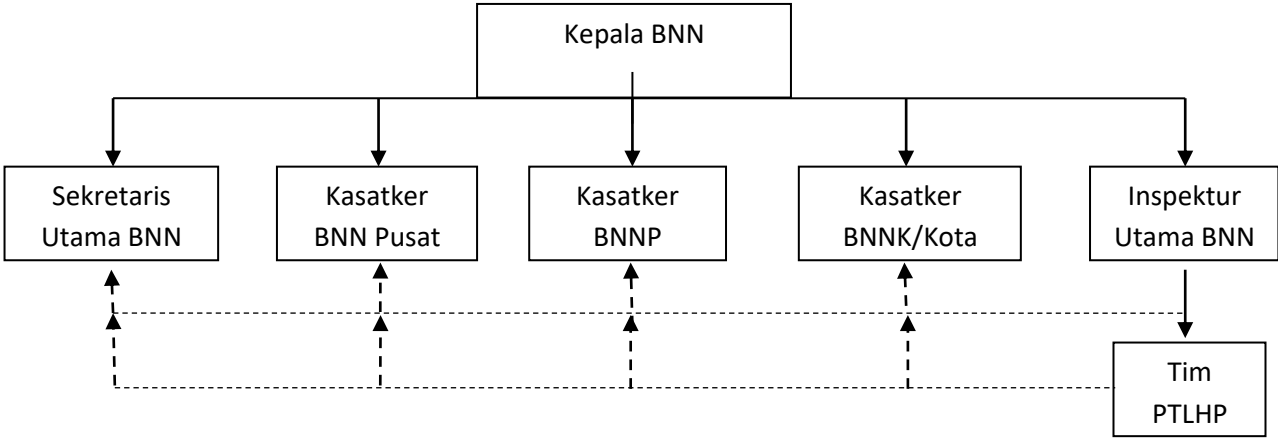 Kepala BNN
Sekretaris
Utama BNN
Kasatker
BNN Pusat
Kasatker
BNNP
Kasatker
BNNK/Kota
Inspektur
Utama BNN
Tim
PTLHP